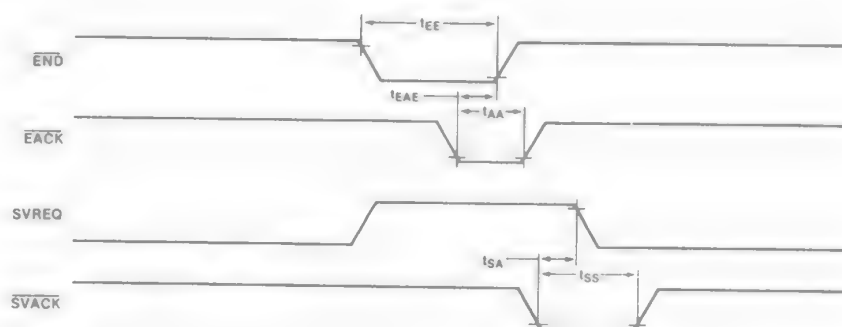 tEE
END
tEAE
tAA
EACK
SVREQ
tSA
tSS
SVACK